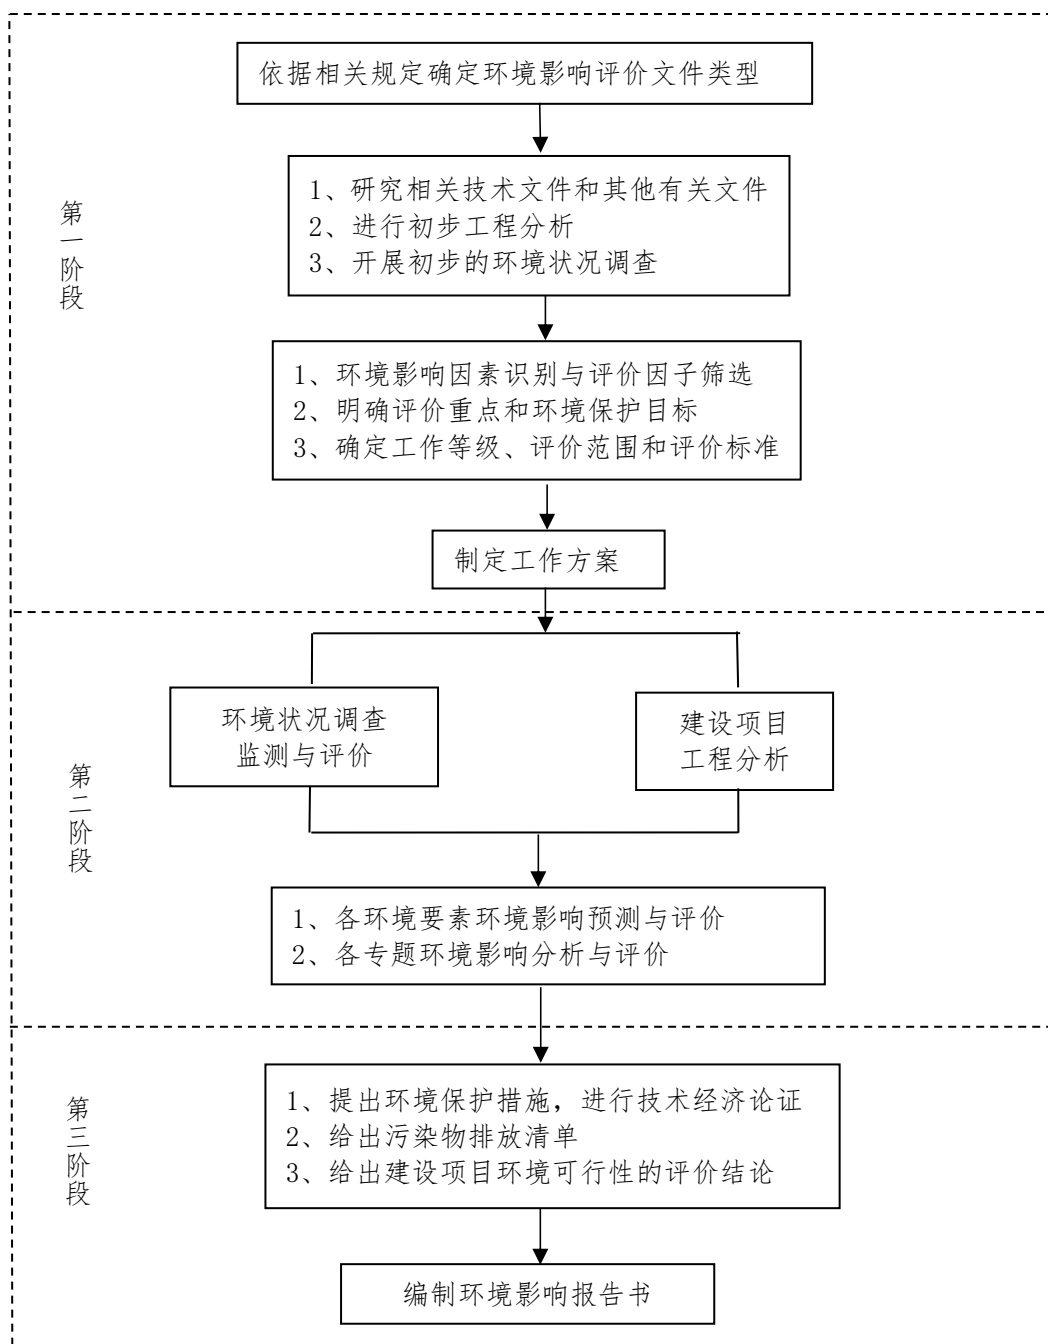 依据相关规定确定环境影响评价文件类型
第一阶段
1、研究相关技术文件和其他有关文件
2、进行初步工程分析
3、开展初步的环境状况调查
1、环境影响因素识别与评价因子筛选
2、明确评价重点和环境保护目标
3、确定工作等级、评价范围和评价标准
制定工作方案
第二阶段
环境状况调查
监测与评价
建设项目
工程分析
1、各环境要素环境影响预测与评价
2、各专题环境影响分析与评价
第三阶段
1、提出环境保护措施，进行技术经济论证
2、给出污染物排放清单
3、给出建设项目环境可行性的评价结论
编制环境影响报告书